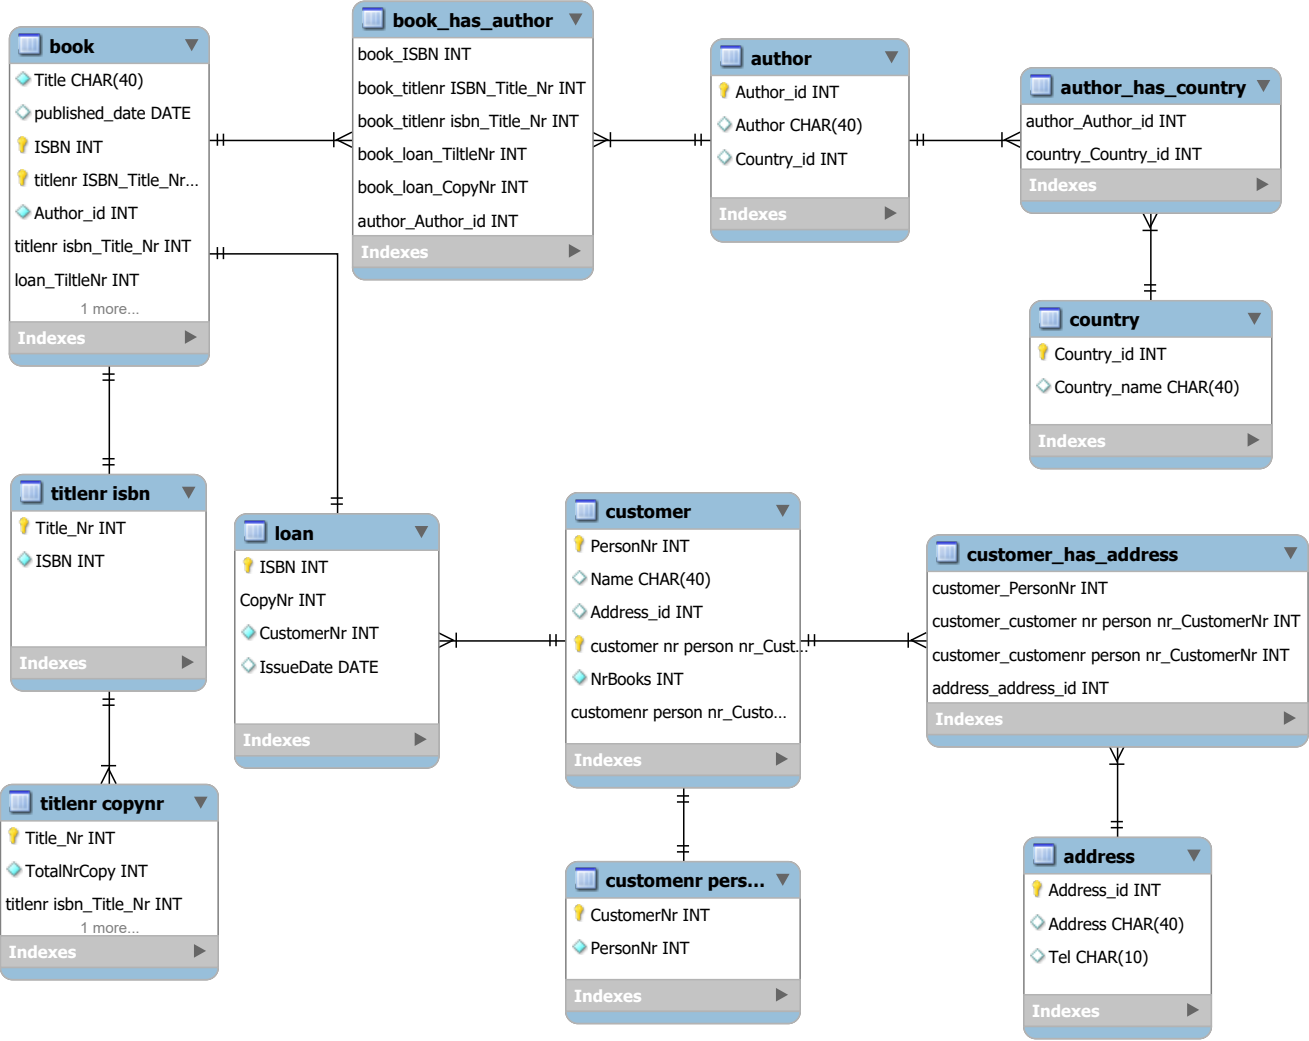 book
Title CHAR(40)
published_date DATE
ISBN INT
titlenr ISBN_Title_Nr...
Author_id INT
titlenr isbn_Title_Nr INT
loan_TiltleNr INT
1 more...
Indexes
book_has_author
book_ISBN INT
book_titlenr ISBN_Title_Nr INT
book_titlenr isbn_Title_Nr INT
book_loan_TiltleNr INT
book_loan_CopyNr INT
author_Author_id INT
Indexes
author
Author_id INT
Author CHAR(40)
Country_id INT
Indexes
author_has_country
author_Author_id INT
country_Country_id INT
Indexes
country
Country_id INT
Country_name CHAR(40)
Indexes
titlenr isbn
Title_Nr INT
ISBN INT
Indexes
loan
ISBN INT
CopyNr INT
CustomerNr INT
IssueDate DATE
Indexes
customer
PersonNr INT
Name CHAR(40)
Address_id INT
customer nr person nr_Cust...
NrBooks INT
customenr person nr_Custo...
Indexes
customer_has_address
customer_PersonNr INT
customer_customer nr person nr_CustomerNr INT
customer_customenr person nr_CustomerNr INT
address_address_id INT
Indexes
titlenr copynr
Title_Nr INT
TotalNrCopy INT
titlenr isbn_Title_Nr INT
1 more...
Indexes
customenr pers...
CustomerNr INT
PersonNr INT
Indexes
address
Address_id INT
Address CHAR(40)
Tel CHAR(10)
Indexes